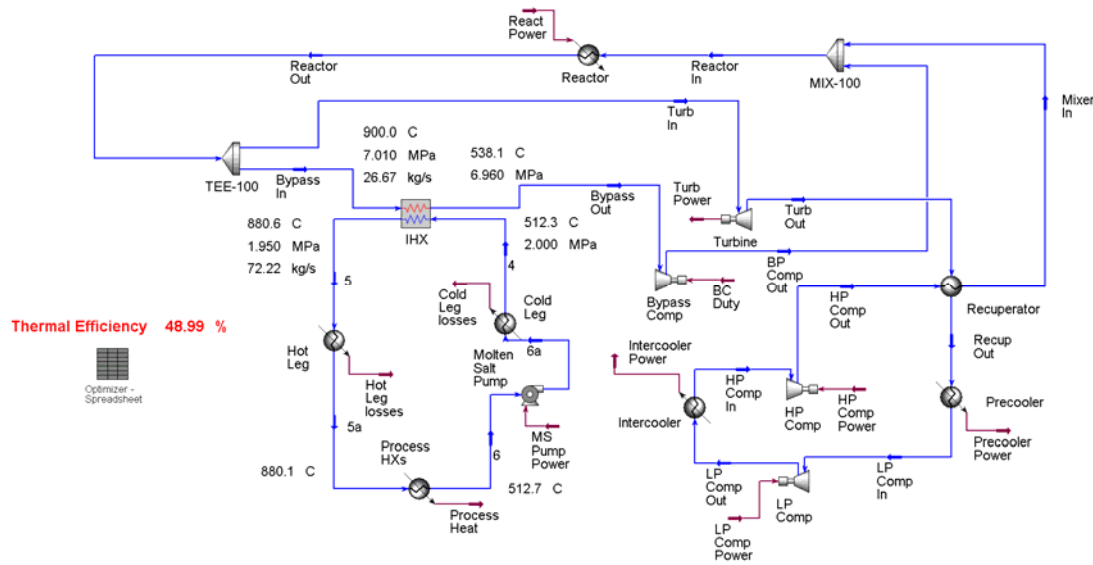 React
Power
Reactor
Out
Reactor
Reactor
In
MIX-100
Mixer
In
Turb
In
900.0 C
7.010 MPa
26.67 kg/s
538.1 C
6.960 MPa
TEE-100
Bypass
In
Bypass
Out
Turb
Power
Turb
Out
Turbine
880.6 C
1.950 MPa
72.22 kg/s
IHX
512.3 C
2.000 MPa
4
5
BP
Comp
Out
Bypass
Comp
BC
Duty
HP
Comp
Out
Recuperator
Cold
Leg
losses
Cold
Leg
Thermal Efficiency 48.99 %
Optimizer -
Spreadsheet
Hot
Leg
Hot
Leg
losses
Molten
Salt
Pump
6a
Intercooler
Power
HP
Comp
In
Recup
Out
Intercooler
HP
Comp
HP
Comp
Power
Precooler
Precooler
Power
5a
Process
HXs
6
MS
Pump
Power
880.1 C
512.7 C
Process
Heat
LP
Comp
Out
LP
Comp
In
LP
Comp
LP
Comp
Power